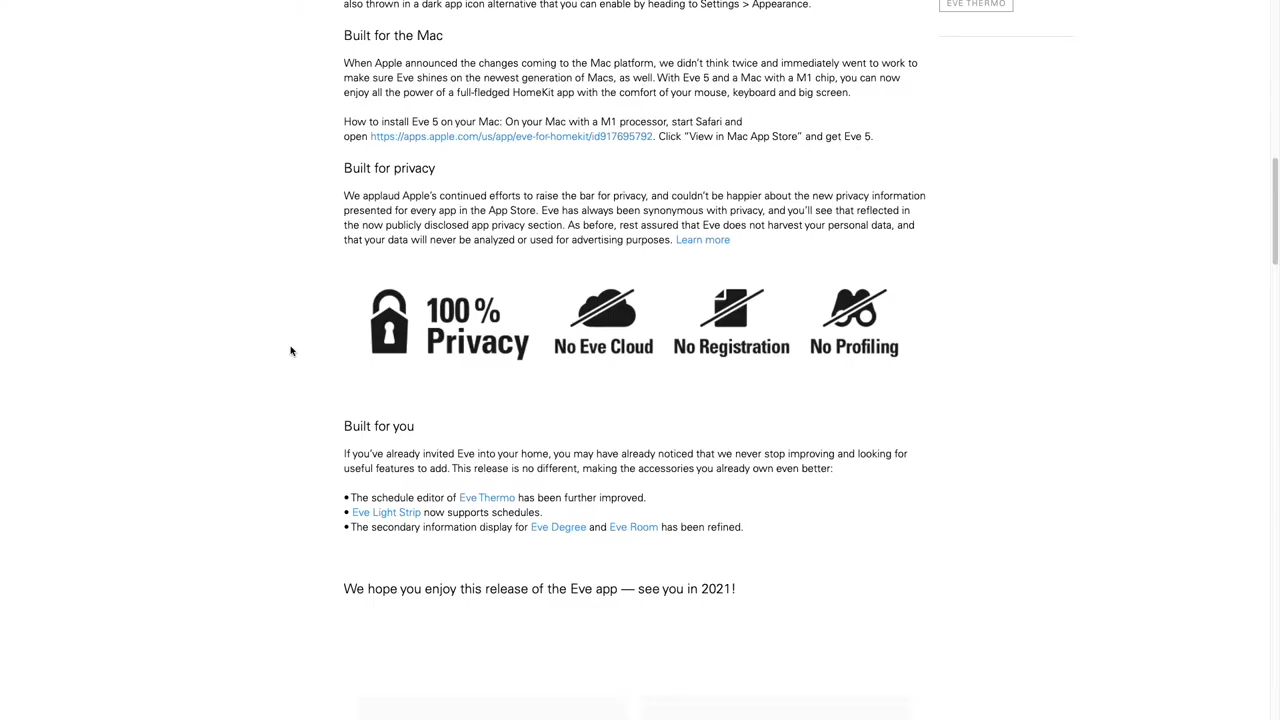 also thrown in a dark app icon alternative that you can enable by heading to Settings > Appearance.
EVE THERMO
Built for the Mac
When Apple announced the changes coming to the Mac platform, we didn't think twice and immediately went to work to
make sure Eve shines on the newest generation of Macs, as well. With Eve 5 and a Mac with a M1 chip, you can now
enjoy all the power of a full-fledged HomeKit app with the comfort of your mouse, keyboard and big screen.
How to install Eve 5 on your Mac: On your Mac with a M1 processor, start Safari and
open https://apps.apple.com/us/app/eve-for-homekit/id917695792. Click “View in Mac App Store” and get Eve 5.
Built for privacy
We applaud Apple's continued efforts to raise the bar for privacy, and couldn't be happier about the new privacy information
presented for every app in the App Store. Eve has always been synonymous with privacy, and you'll see that reflected in
the now publicly disclosed app privacy section. As before, rest assured that Eve does not harvest your personal data, and
that your data will never be analyzed or used for advertising purposes. Learn more
100 %
Privacy
No Eve Cloud
No Registration
No Profiling
Built for you
If you've already invited Eve into your home, you may have already noticed that we never stop improving and looking for
useful features to add. This release is no different, making the accessories you already own even better:
• The schedule editor of Eve Thermo has been further improved.
• Eve Light Strip now supports schedules.
• The secondary information display for Eve Degree and Eve Room has been refined.
We hope you enjoy this release of the Eve app — see you in 2021!